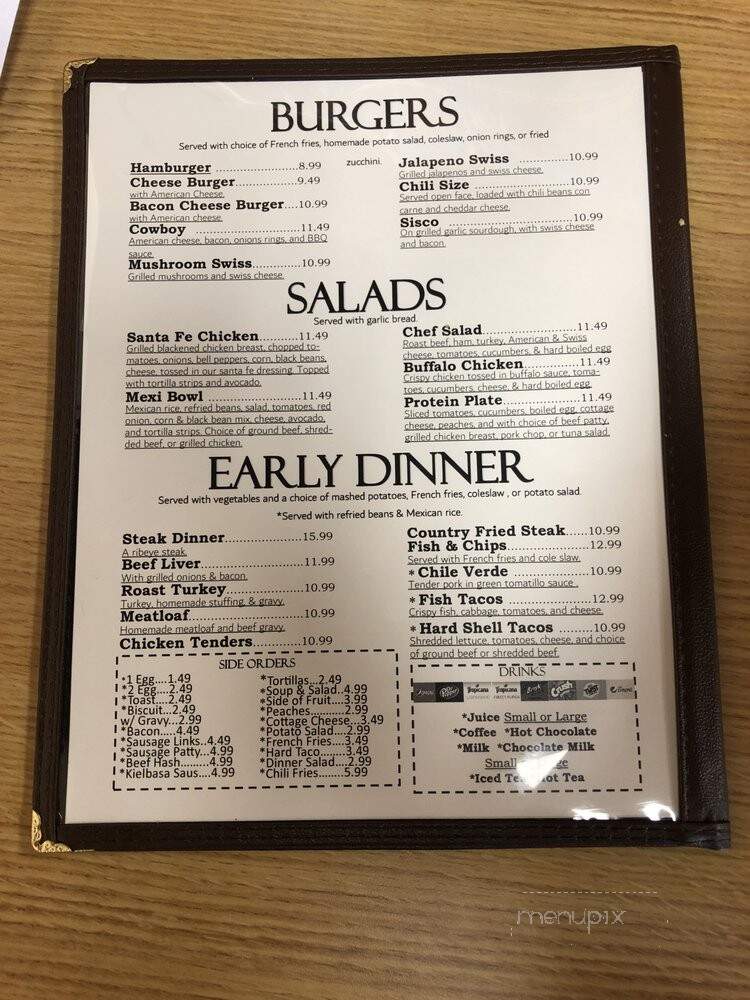 BURGERS
Served with choice of French fries, homemade potato salad, coleslaw, onion rings, or fried
zucchini.
Hamburger ......................8.99
Cheese Burger....................9.49
with American Cheese.
Bacon Cheese Burger....10.99
with American cheese.
Cowboy ............................11.49
American cheese, bacon, onions rings, and BBQ
sauce.
Mushroom Swiss.............10.99
Grilled mushrooms and swiss cheese.
Jalapeno Swiss .............10.99
Grilled jalapenos and swiss cheese.
Chili Size .........................10.99
Served open face, loaded with chili beans con
carne and cheddar cheese.
Sisco ................................10.99
On grilled garlic sourdough, with swiss cheese
and bacon.
SALADS
Served with garlic bread.
Santa Fe Chicken...........11.49
Grilled blackened chicken breast, chopped to-
matoes, onions, bell peppers, corn, black beans,
cheese, tossed in our santa fe dressing. Topped
with tortilla strips and avocado.
Mexi Bowl .........................11.49
Mexican rice, refried beans, salad, tomatoes, red
onion, corn & black bean mix, cheese, avocado,
and tortilla strips. Choice of ground beef, shred-
ded beef, or grilled chicken.
Chef Salad.........................11.49
Roast beef, ham, turkey, American & Swiss
cheese, tomatoes, cucumbers, & hard boiled egg
Buffalo Chicken..............11.49
Crispy chicken tossed in buffalo sauce, toma-
toes, cucumbers, cheese, & hard boiled egg.
Protein Plate....................11.49
Sliced tomatoes, cucumbers, boiled egg, cottage
cheese, peaches, and with choice of beef patty,
grilled chicken breast, pork chop, or tuna salad.
EARLY DINNER
Served with vegetables and a choice of mashed potatoes, French fries, coleslaw , or potato salad.
*Served with refried beans & Mexican rice.
Steak Dinner....................15.99
A ribeye steak.
Beef Liver..........................11.99
With grilled onions & bacon.
Roast Turkey....................10.99
Turkey, homemade stuffing, & gravy.
Meatloaf.............................10.99
Homemade meatloaf and beef gravy.
Chicken Tenders............10.99
Country Fried Steak......10.99
Fish & Chips.....................12.99
Served with French fries and cole slaw.
* Chile Verde ...................10.99
Tender pork in green tomatillo sauce .
* Fish Tacos .....................12.99
Crispy fish, cabbage, tomatoes, and cheese.
* Hard Shell Tacos .........10.99
Shredded lettuce, tomatoes, cheese, and choice
of ground beef or shredded beef.
SIDE ORDERS
*1 Egg....1.49
*2 Egg....2.49
*Toast....2.49
*Biscuit...2.49
w/ Gravy...2.99
*Bacon.....4.49
*Sausage Links..4.49
*Sausage Patty...4.99
*Beef Hash.........4.99
*Kielbasa Saus....4.99
*Tortillas...2.49
*Soup & Salad..4.99
*Side of Fruit....3.99
*Peaches...........2.99
*Cottage Cheese...3.49
*Potato Salad....2.99
*French Fries....3.49
*Hard Taco........3.49
*Dinner Salad...2.99
*Chili Fries........5.99
DRINKS
Pepsi
Dr Pepper
Tropicana
Tropicana
Crush
*Juice Small or Large
*Coffee *Hot Chocolate
*Milk *Chocolate Milk
*Iced Tea
Hot Tea
menupix